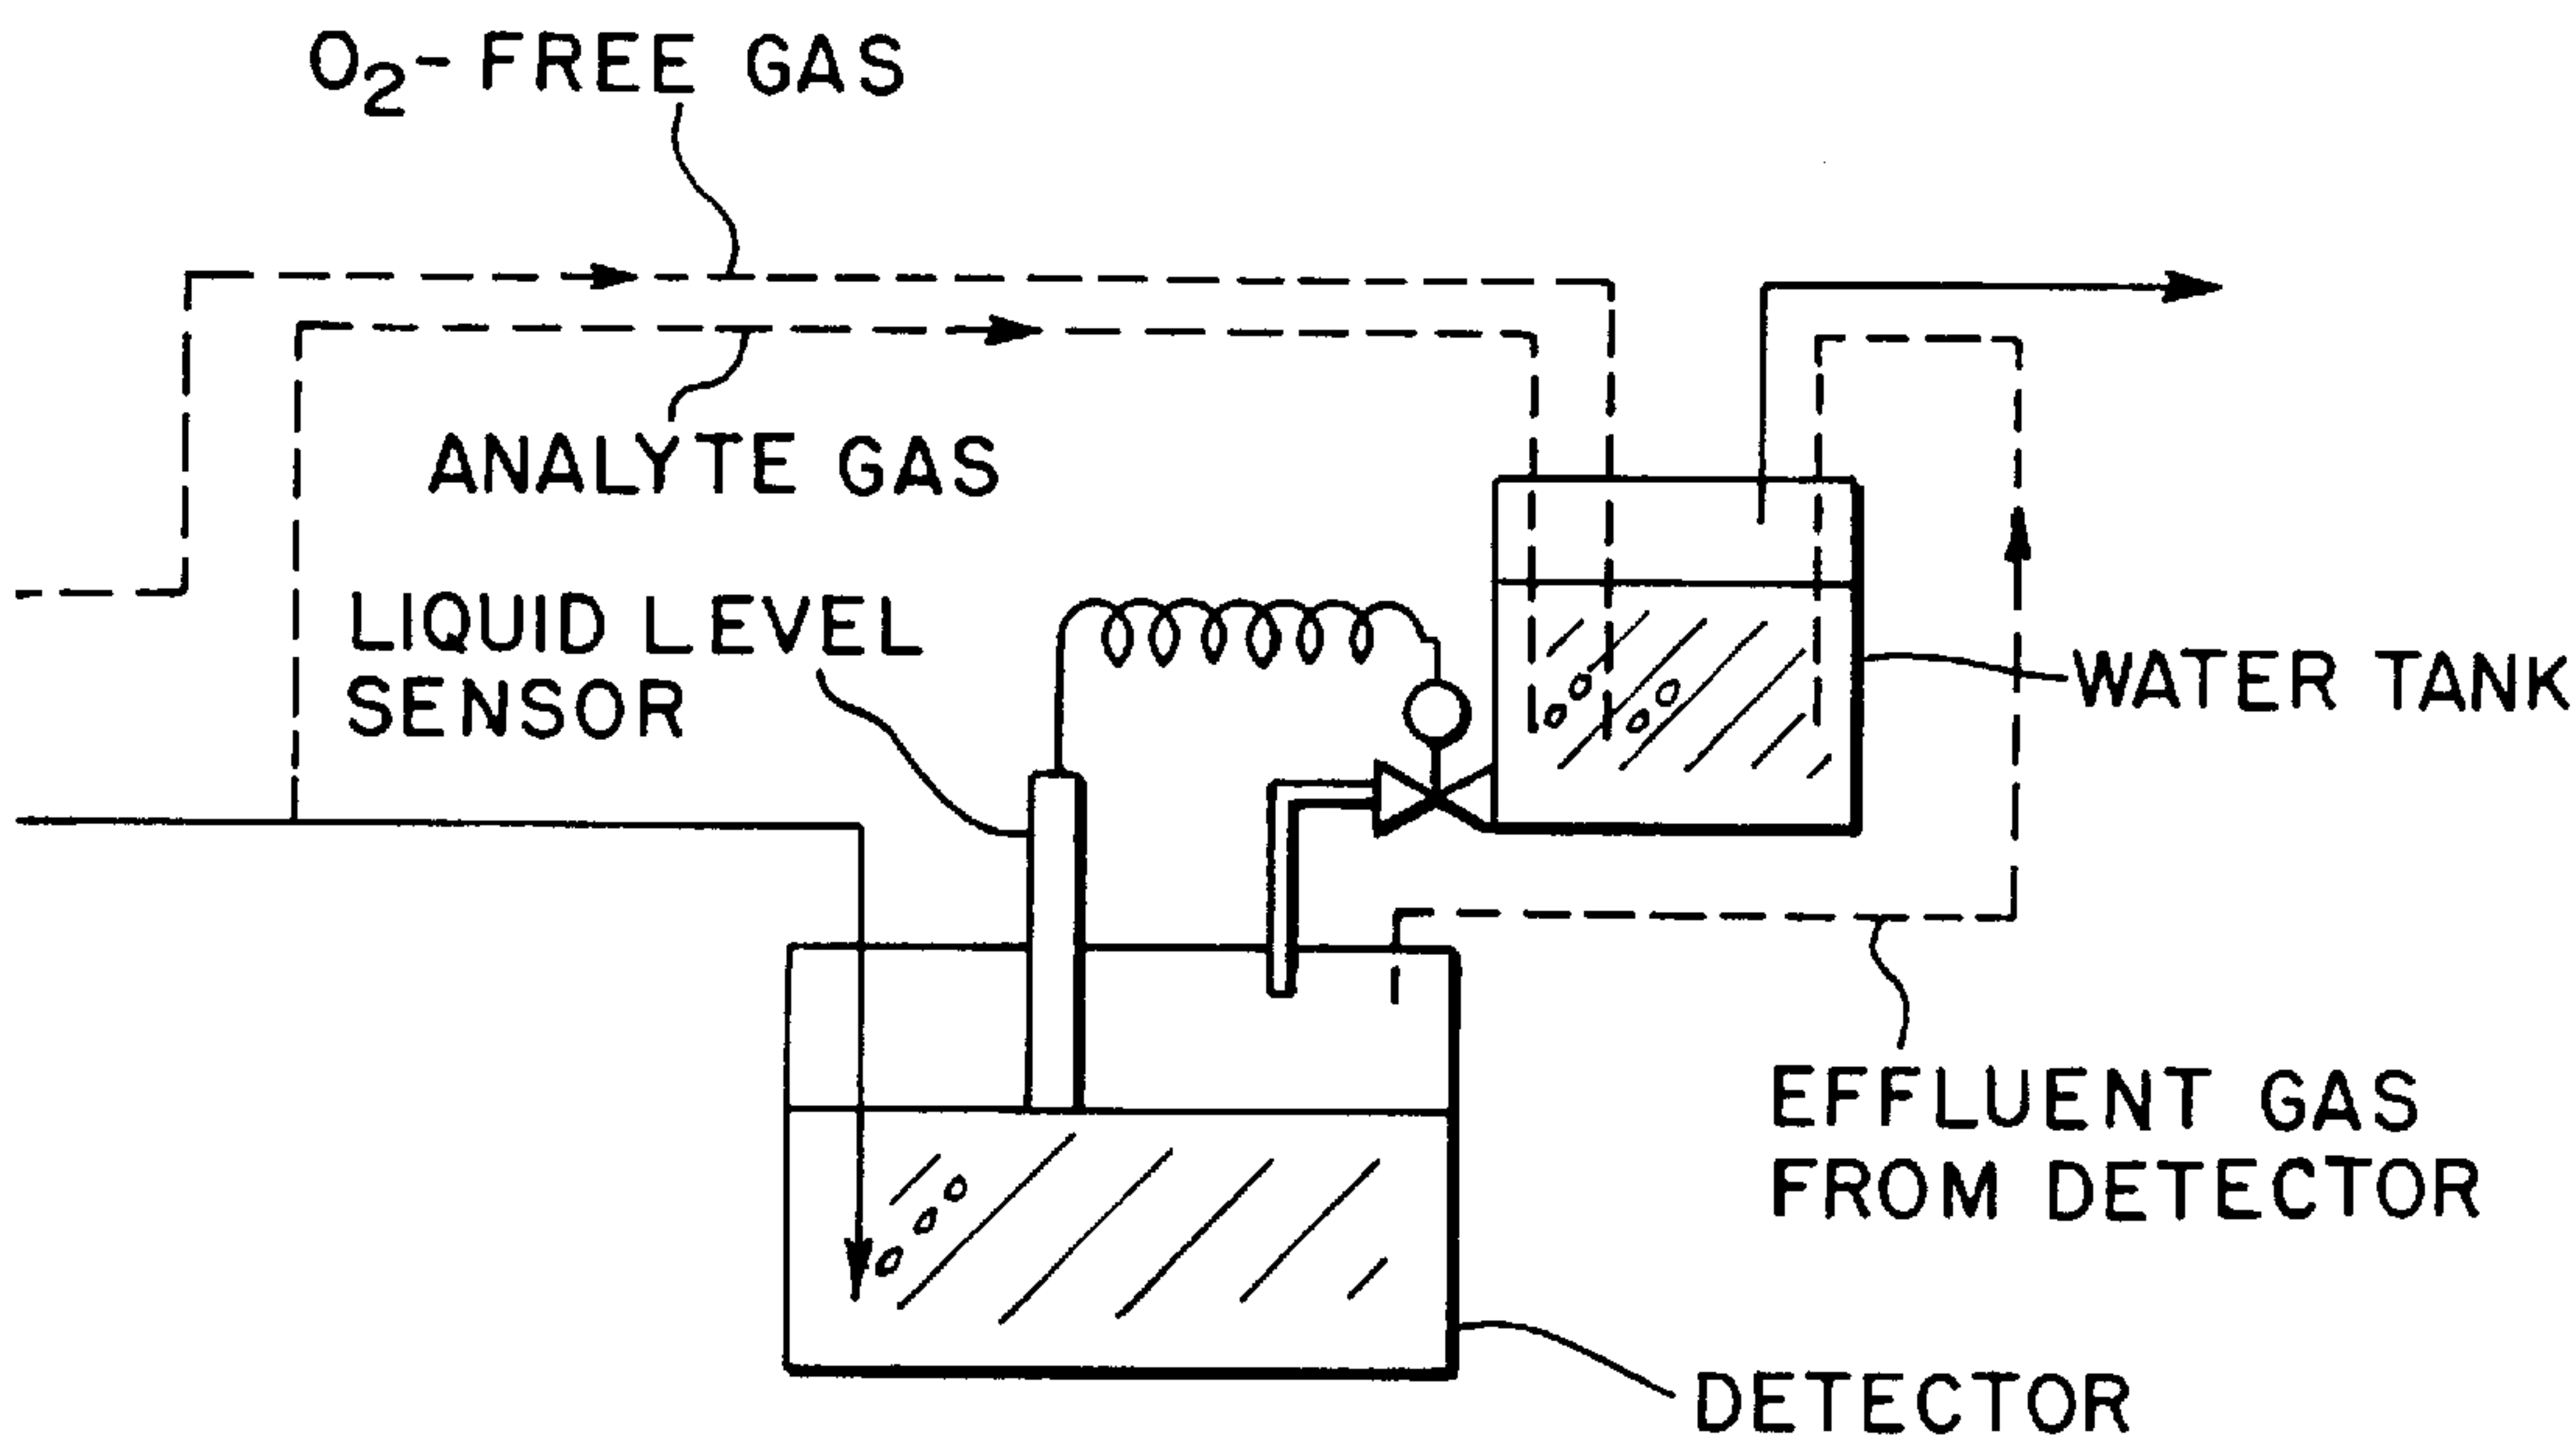 O₂- FREE GAS
ANALYTE GAS
LIQUID LEVEL
SENSOR
WATER TANK
EFFLUENT GAS
FROM DETECTOR
DETECTOR